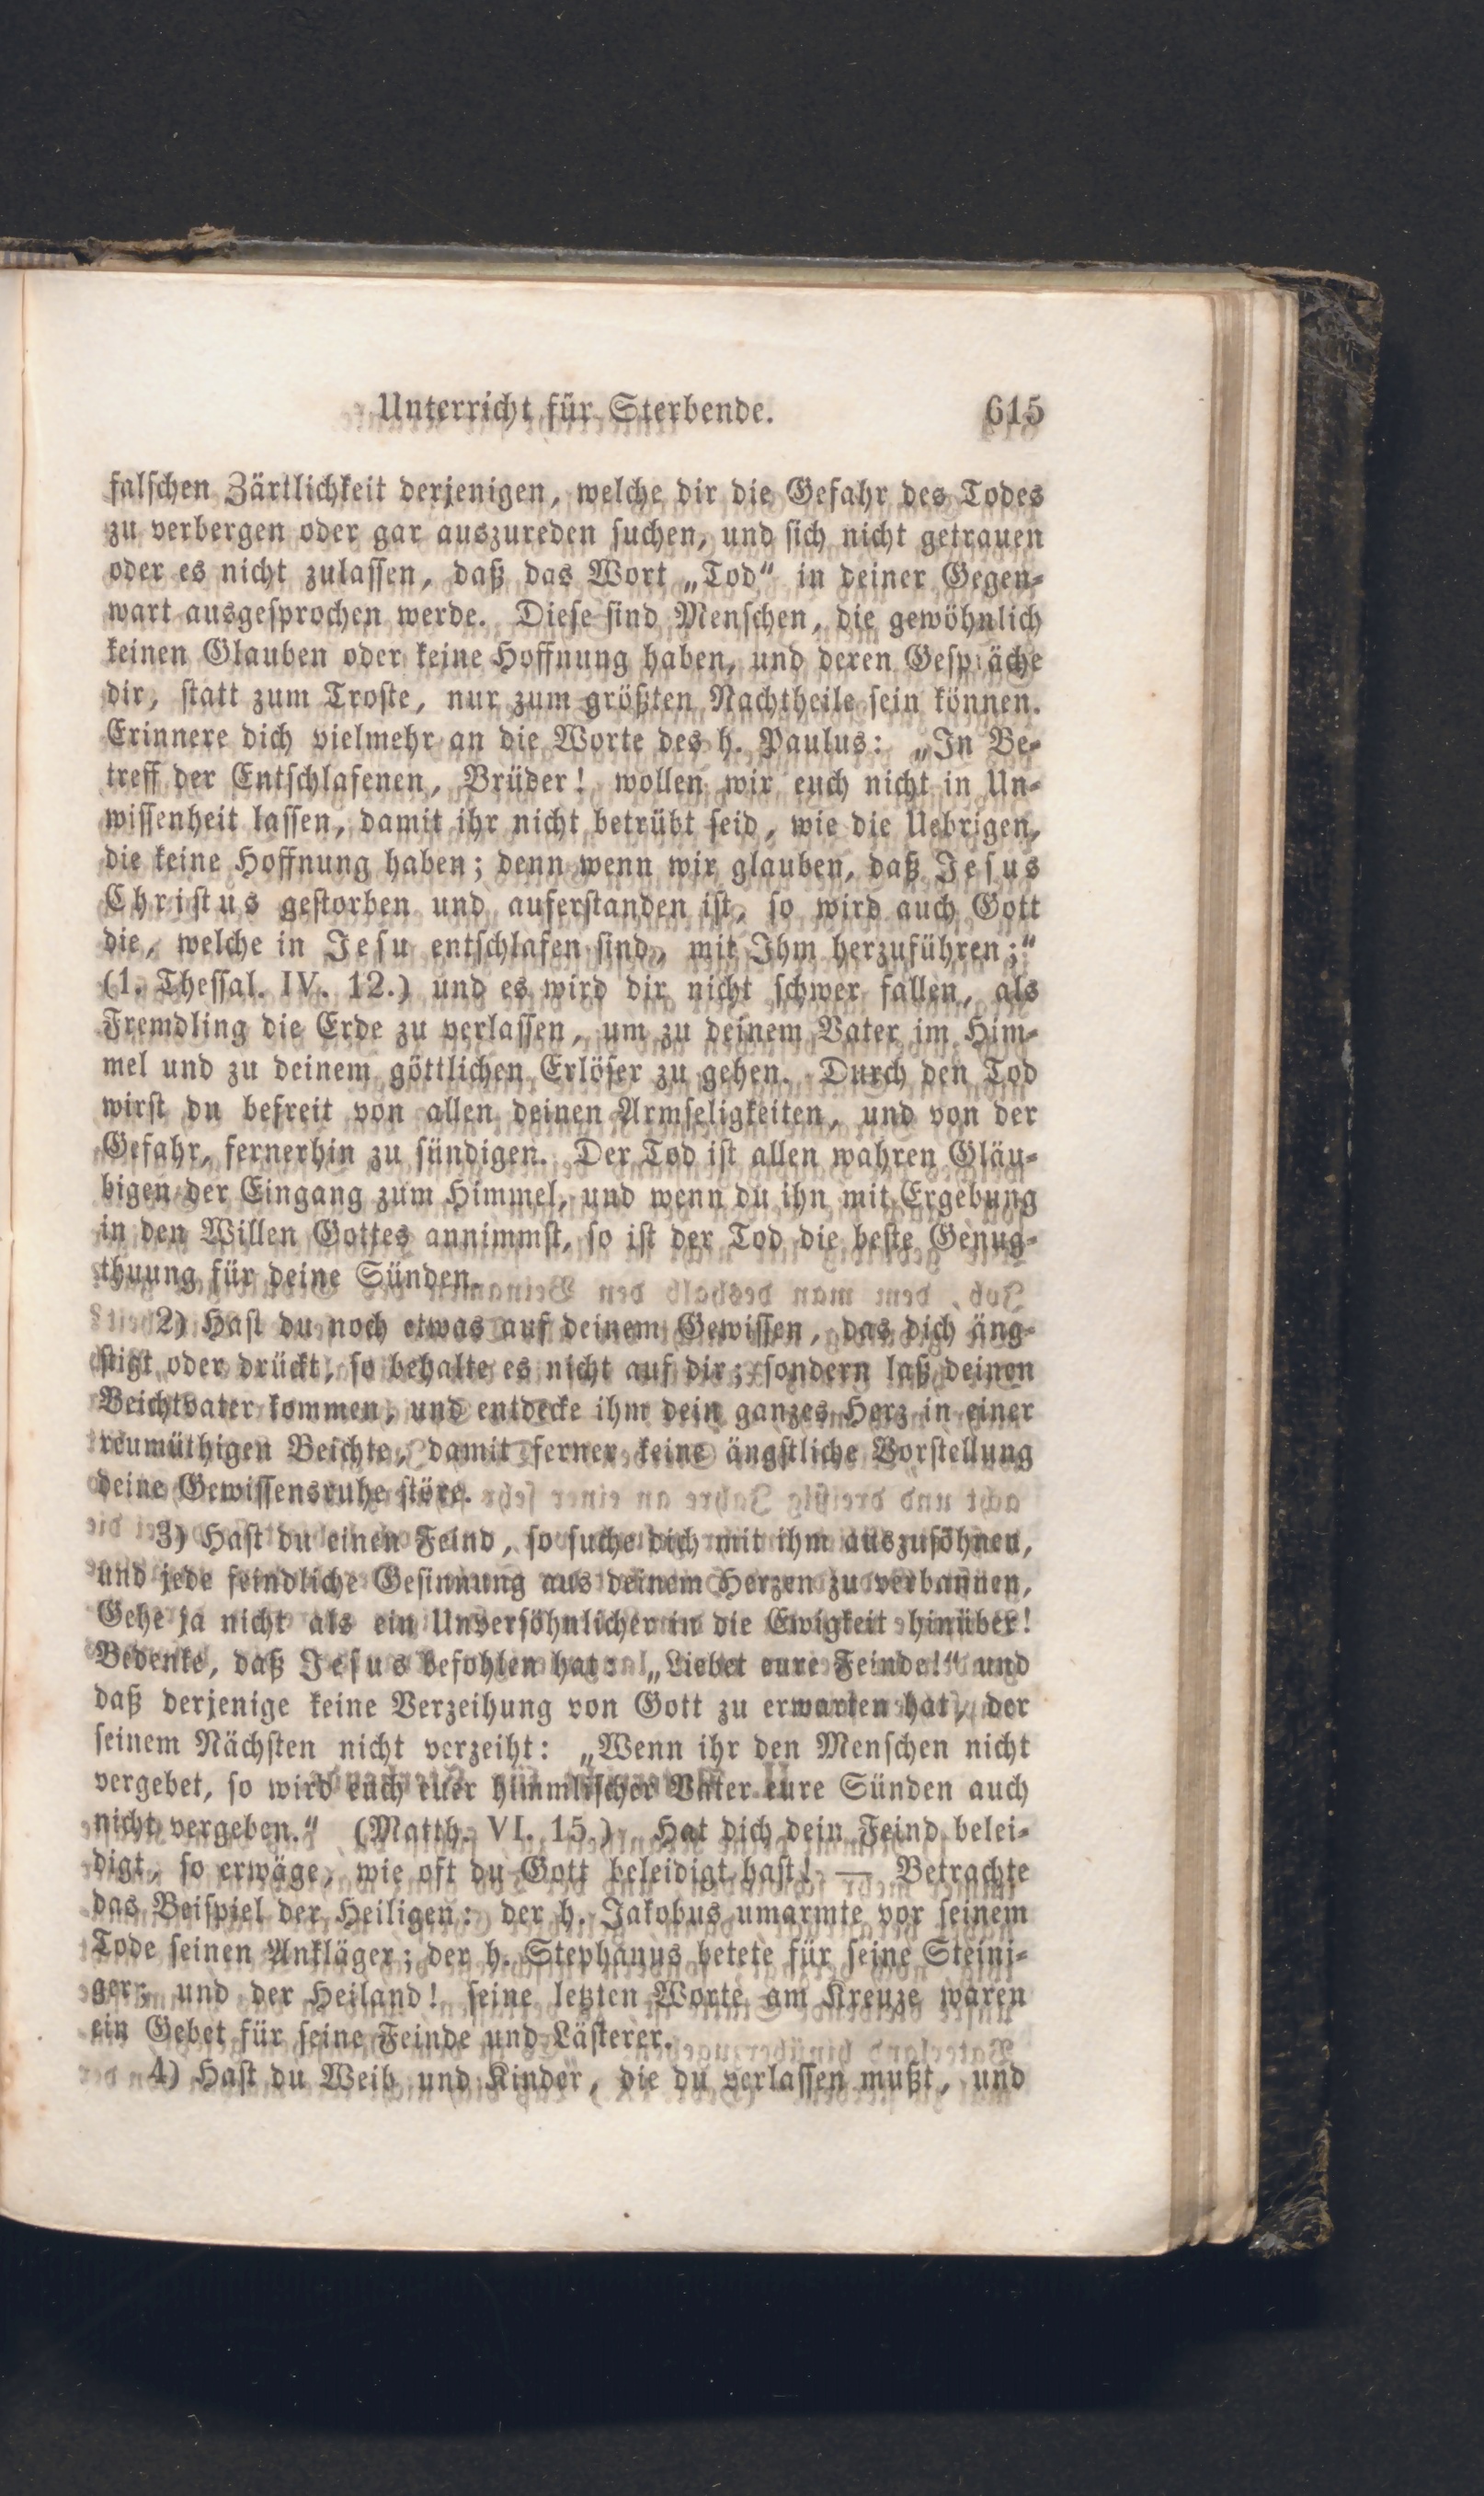 Unterricht für Sterbende. 615
falschen Zärtlichkeit derjenigen, welche dir die Gefahr des Todes
zu verbergen oder gar auszureden suchen, und sich nicht getrauen
oder es nicht zulassen, daß das Wort „Tod“ in deiner Gegen-
wart ausgesprochen werde. Diese sind Menschen, die gewöhnlich
keinen Glauben oder keine Hoffnung haben, und deren Gespräche
dir, statt zum Troste, nur zum größten Nachtheile sein können.
Erinnere dich vielmehr an die Worte des h. Paulus: „In Be-
treff der Entschlafenen, Brüder! wollen wir euch nicht in Un-
wissenheit lassen, damit ihr nicht betrübt seid, wie die Uebrigen,
die keine Hoffnung haben; denn wenn wir glauben, daß Jesus
Christus gestorben und auferstanden ist, so wird auch Gott
die, welche in Jesu entschlafen sind, mit Ihm herzuführen;“
(1. Thessal. IV. 12.) und es wird dir nicht schwer fallen, als
Fremdling die Erde zu verlassen, um zu deinem Vater im Him-
mel und zu deinem göttlichen Erlöser zu gehen. Durch den Tod
wirst du befreit von allen deinen Armseligkeiten, und von der
Gefahr, fernerhin zu sündigen. Der Tod ist allen wahren Gläu-
bigen der Eingang zum Himmel, und wenn du ihn mit Ergebung
in den Willen Gottes annimmst, so ist der Tod die beste Genug-
thuung für deine Sünden.
2) Hast du noch etwas auf deinem Gewissen, das dich äng-
stigt oder drückt, so behalte es nicht auf dir; sondern laß deinen
Beichtvater kommen, und entdecke ihm dein ganzes Herz in einer
reumüthigen Beichte, damit ferner keine ängstliche Vorstellung
deine Gewissensruhe störe.
3) Hast du einen Feind, so suche dich mit ihm auszusöhnen,
und jede feindliche Gesinnung aus deinem Herzen zu verbannen,
Gehe ja nicht als ein Unversöhnlicher in die Ewigkeit hinüber!
Bedenke, daß Jesus befohlen hat: „Liebet eure Feinde!“ und
daß derjenige keine Verzeihung von Gott zu erwarten hat, der
seinem Nächsten nicht verzeiht: „Wenn ihr den Menschen nicht
vergebet, so wird euch euer himmlischer Vater eure Sünden auch
nicht vergeben.“ (Matth. VI. 15.) Hat dich dein Feind belei-
digt, so erwäge, wie oft du Gott beleidigt hast! — Betrachte
das Beispiel der Heiligen: der h. Jakobus umarmte vor seinem
Tode seinen Ankläger; der h. Stephanus betete für seine Steini-
ger; und der Heiland! seine letzten Worte am Kreuze waren
ein Gebet für seine Feinde und Lästerer.
4) Hast du Weib und Kinder, die du verlassen mußt, und